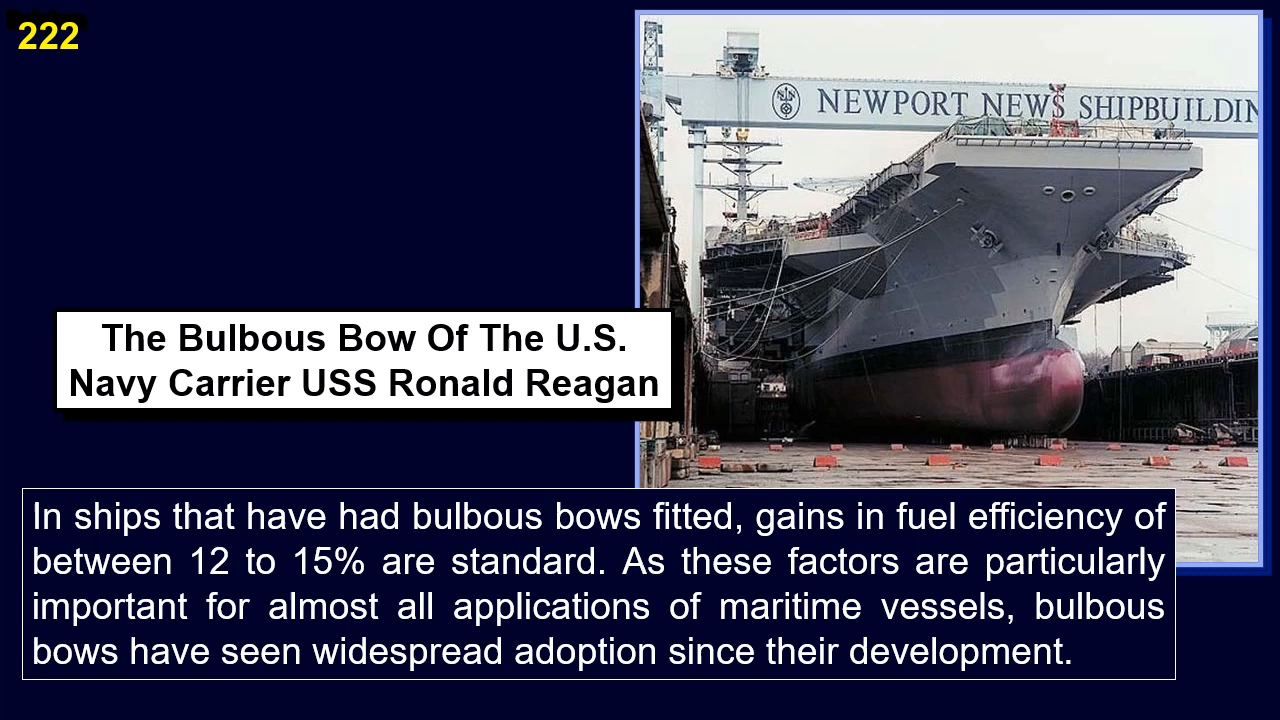 222
NEWPORT NEWS SHIPBUILDIN
The Bulbous Bow Of The U.S.
Navy Carrier USS Ronald Reagan
In ships that have had bulbous bows fitted, gains in fuel efficiency of
between 12 to 15% are standard. As these factors are particularly
important for almost all applications of maritime vessels, bulbous
bows have seen widespread adoption since their development.